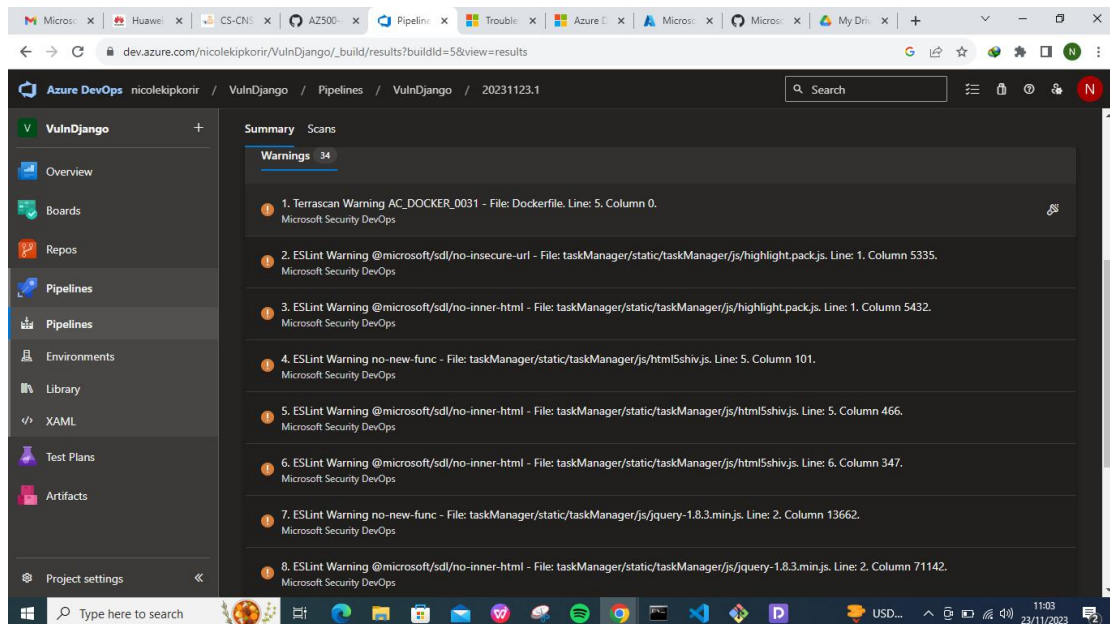 Microsc
Huawei
CS-CNS
AZ500-
Pipeline
Trouble
Azure D
Microsc
Microsc
My Driv
dev.azure.com/nicolekipkorir/VulnDjango/_build/results?buildId=5&view=results
N
Azure DevOps nicolekipkorir / VulnDjango / Pipelines / VulnDjango / 20231123.1
Search
N
V VulnDjango +
Summary Scans
Warnings 34
Overview
Boards
Repos
Pipelines
Pipelines
Environments
Library
XAML
Test Plans
Artifacts
Project settings
1. Terrascan Warning AC_DOCKER_0031 - File: Dockerfile. Line: 5. Column 0.
Microsoft Security DevOps
2. ESLint Warning @microsoft/sdl/no-insecure-url - File: taskManager/static/taskManager/js/highlight.pack.js. Line: 1. Column 5335.
Microsoft Security DevOps
3. ESLint Warning @microsoft/sdl/no-inner-html - File: taskManager/static/taskManager/js/highlight.pack.js. Line: 1. Column 5432.
Microsoft Security DevOps
4. ESLint Warning no-new-func - File: taskManager/static/taskManager/js/html5shiv.js. Line: 5. Column 101.
Microsoft Security DevOps
5. ESLint Warning @microsoft/sdl/no-inner-html - File: taskManager/static/taskManager/js/html5shiv.js. Line: 5. Column 466.
Microsoft Security DevOps
6. ESLint Warning @microsoft/sdl/no-inner-html - File: taskManager/static/taskManager/js/html5shiv.js. Line: 6. Column 347.
Microsoft Security DevOps
7. ESLint Warning no-new-func - File: taskManager/static/taskManager/js/jquery-1.8.3.min.js. Line: 2. Column 13662.
Microsoft Security DevOps
8. ESLint Warning @microsoft/sdl/no-inner-html - File: taskManager/static/taskManager/js/jquery-1.8.3.min.js. Line: 2. Column 71142.
Microsoft Security DevOps
Type here to search
USD...
11:03
23/11/2023